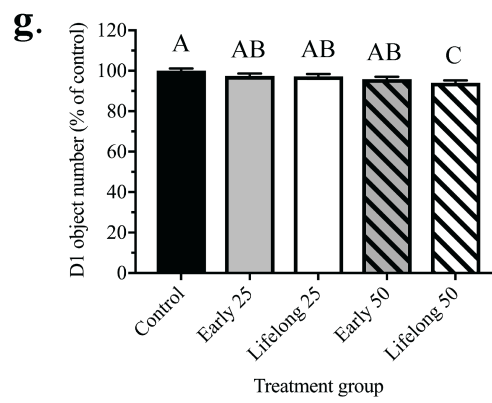 g.
D1 object number (% of control)
120
100
80
60
40
20
0
A
AB
AB
AB
C
Control
Early 25
Lifelong 25
Early 50
Lifelong 50
Treatment group